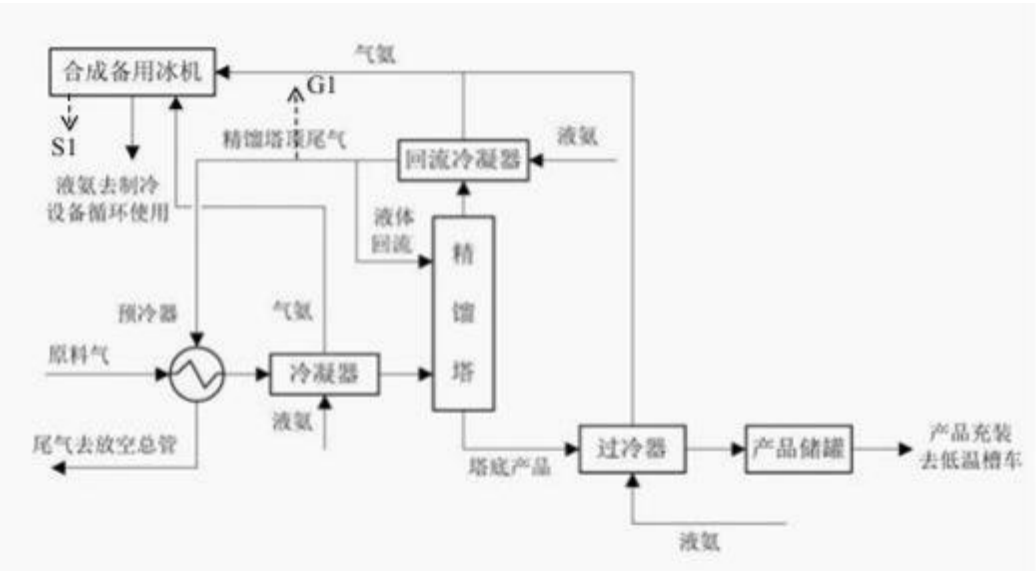 气氨
合成备用冰机
G1
S1
精馏塔顶尾气
回流冷凝器
液氨
液氨去制冷
设备循环使用
液体
回流
精
馏
塔
预冷器
气氨
原料气
冷凝器
液氨
尾气去放空总管
塔底产品
过冷器
产品储罐
产品充装
去低温槽车
液氨